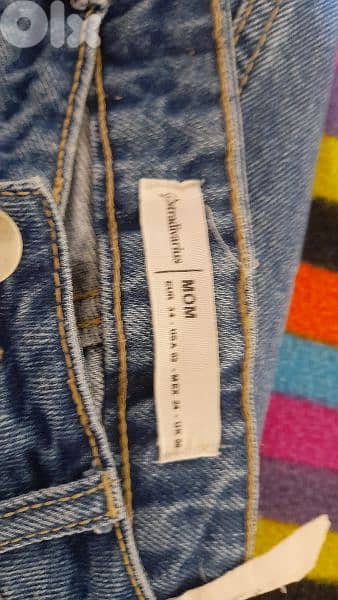 OLX
stradivarius
MOM
EUR 34 · USA 02 · MEX 24 · UK 06